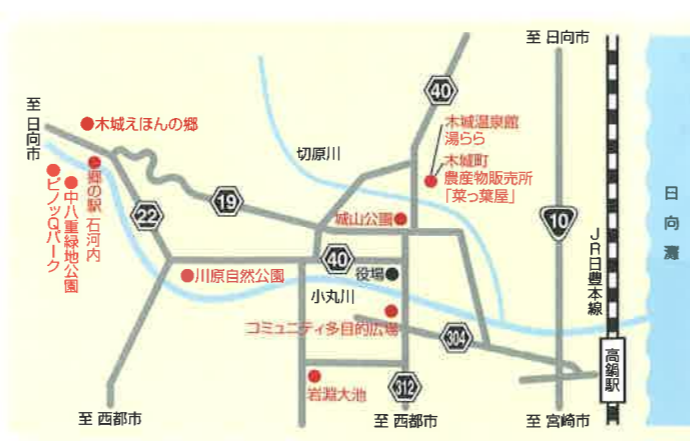 至 日向市
40
至 日向市
木城えほんの郷
切原川
木城温泉館
湯らら
木城町
農産物販売所
「菜っ葉屋」
郷の駅 石河内
中八重緑地公園
ピノッQパーク
22
19
城山公園
10
JR日豊本線
日向灘
40
役場
川原自然公園
小丸川
コミュニティ多目的広場
304
高鍋駅
岩淵大池
312
至 西都市
至 西都市
至 宮崎市